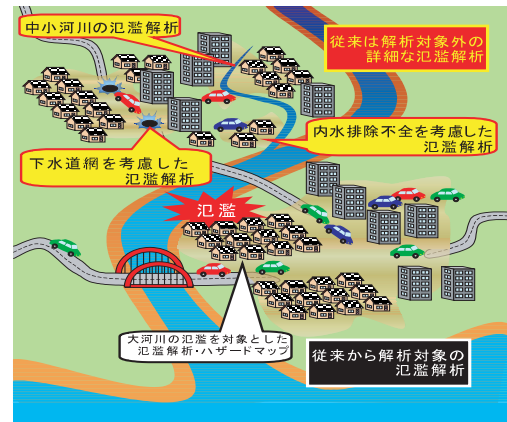 中小河川の氾濫解析
従来は解析対象外の
詳細な氾濫解析
内水排除不全を考慮した
氾濫解析
下水道網を考慮した
氾濫解析
氾濫
大河川の氾濫を対象とした
氾濫解析・ハザードマップ
従来から解析対象の
氾濫解析